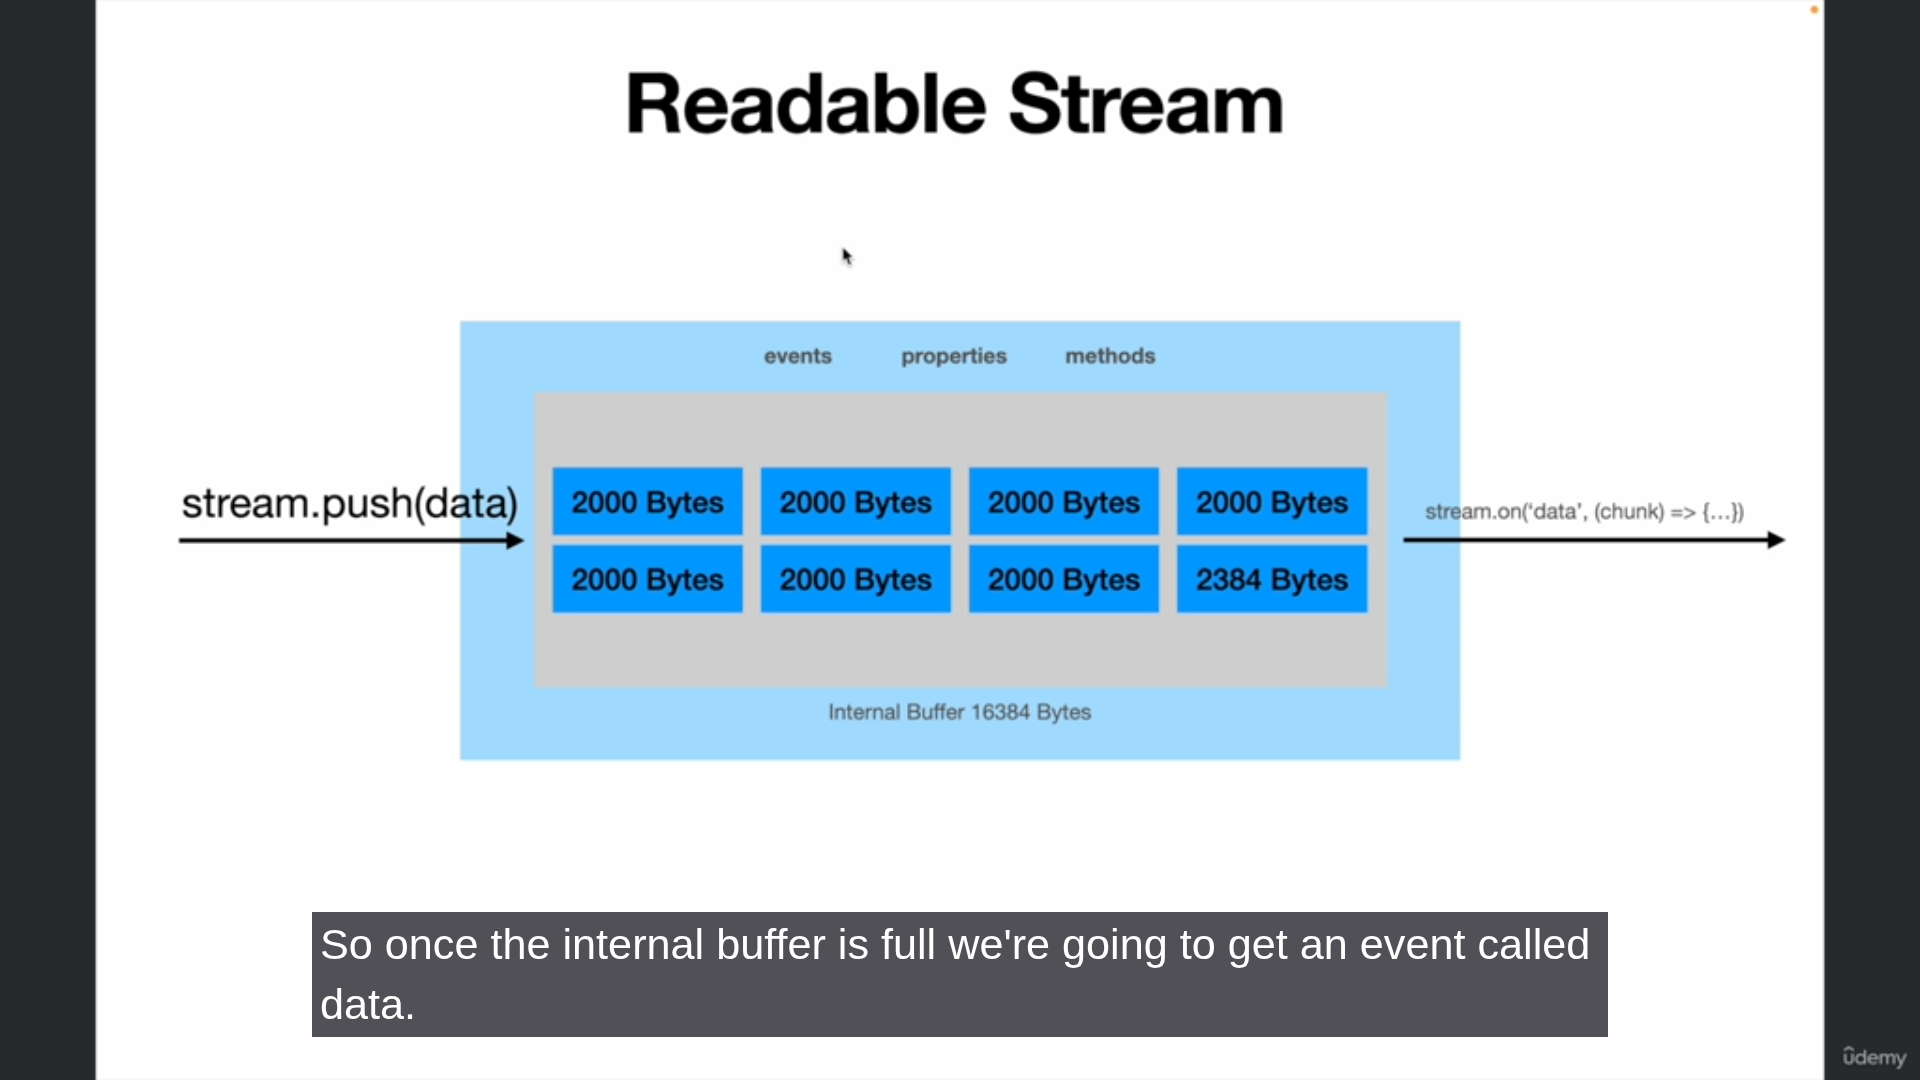 Readable Stream
events properties methods
stream.push(data)
2000 Bytes 2000 Bytes 2000 Bytes 2000 Bytes
stream.on(‘data’, (chunk) => {...})
2000 Bytes 2000 Bytes 2000 Bytes 2384 Bytes
Internal Buffer 16384 Bytes
So once the internal buffer is full we're going to get an event called
data.
ûdemy